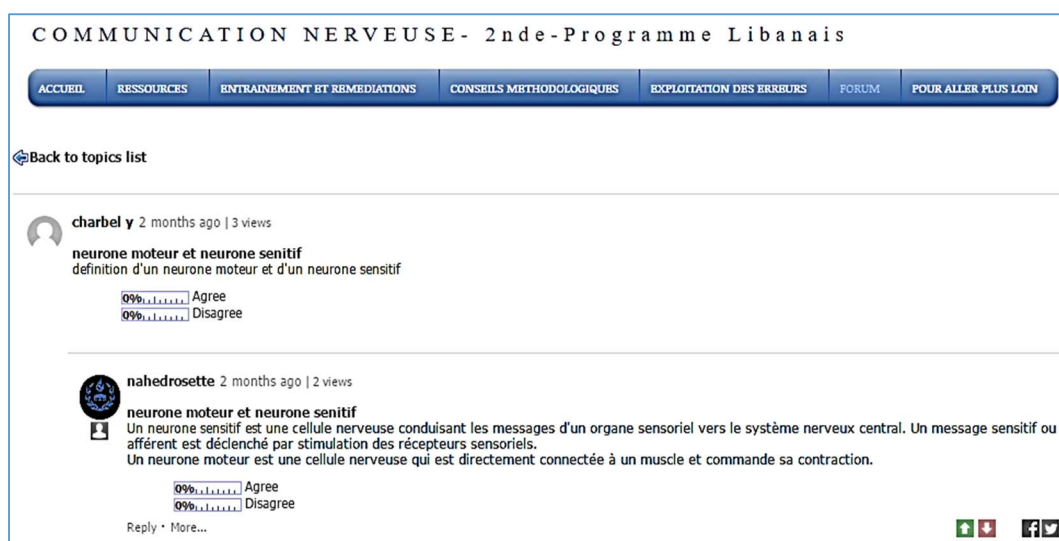 COMMUNICATION NERVEUSE- 2nde-Programme Libanais
ACCUEIL RESSOURCES ENTRAINEMENT ET REMEDIATIONS CONSEILS METHODOLOGIQUES EXPLOITATION DES ERREURS FORUM POUR ALLER PLUS LOIN
Back to topics list
charbel y 2 months ago | 3 views
neurone moteur et neurone senitif
definition d'un neurone moteur et d'un neurone sensitif
0% Agree
0% Disagree
nahedrosette 2 months ago | 2 views
neurone moteur et neurone senitif
Un neurone sensitif est une cellule nerveuse conduisant les messages d'un organe sensoriel vers le système nerveux central. Un message sensitif ou
afférent est déclenché par stimulation des récepteurs sensoriels.
Un neurone moteur est une cellule nerveuse qui est directement connectée à un muscle et commande sa contraction.
0% Agree
0% Disagree
Reply • More...